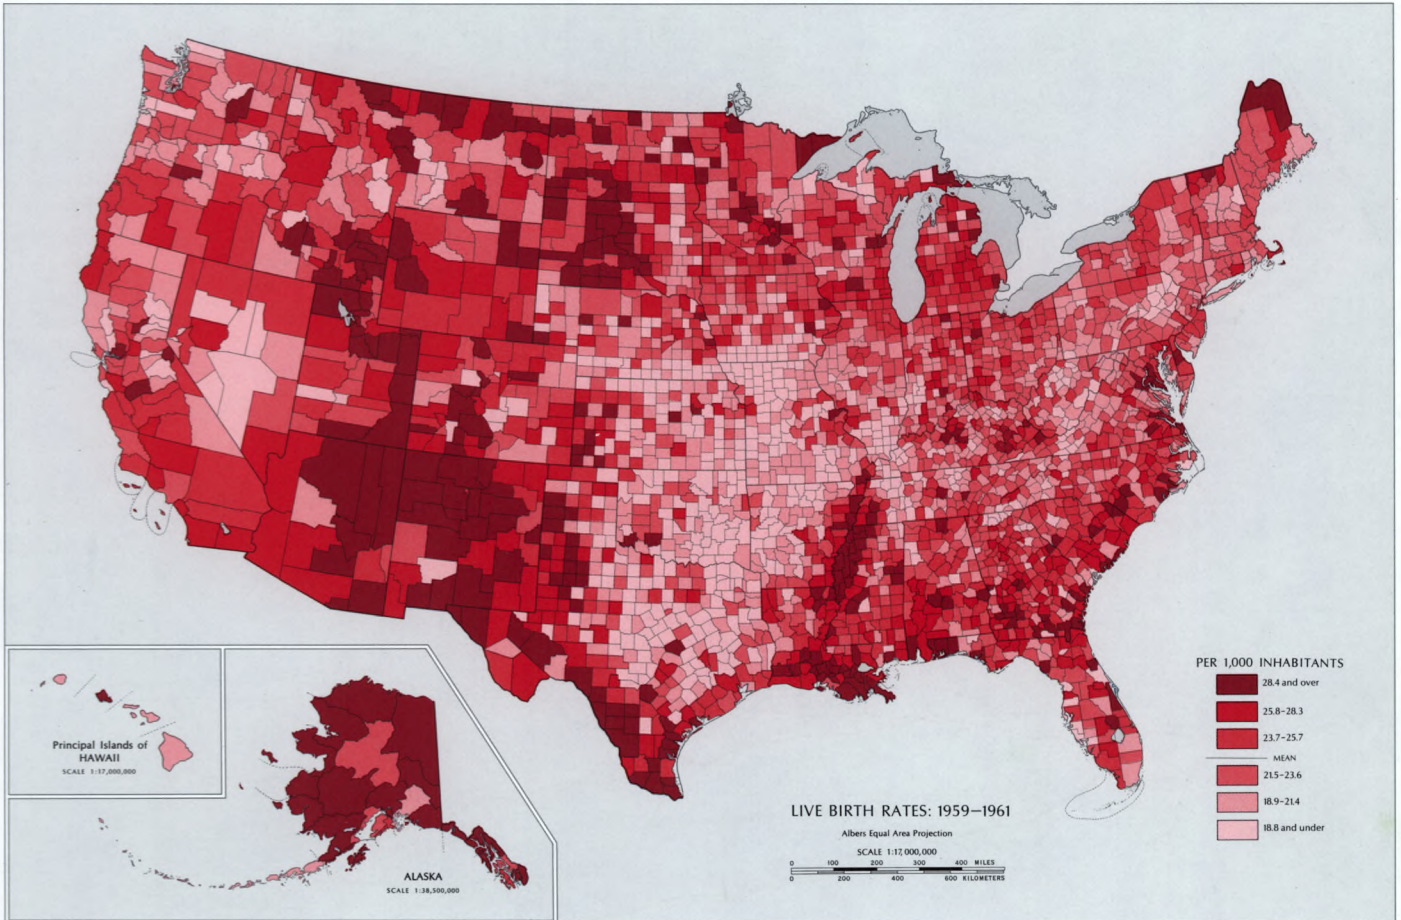 PER 1,000 INHABITANTS
28.4 and over
25.8–28.3
23.7–25.7
MEAN
21.5–23.6
18.9–21.4
18.8 and under
Principal Islands of
HAWAII
SCALE 1:17,000,000
ALASKA
SCALE 1:38,500,000
LIVE BIRTH RATES: 1959–1961
Albers Equal Area Projection
SCALE 1:17,000,000
0 100 200 300 400 MILES
0 200 400 600 KILOMETERS